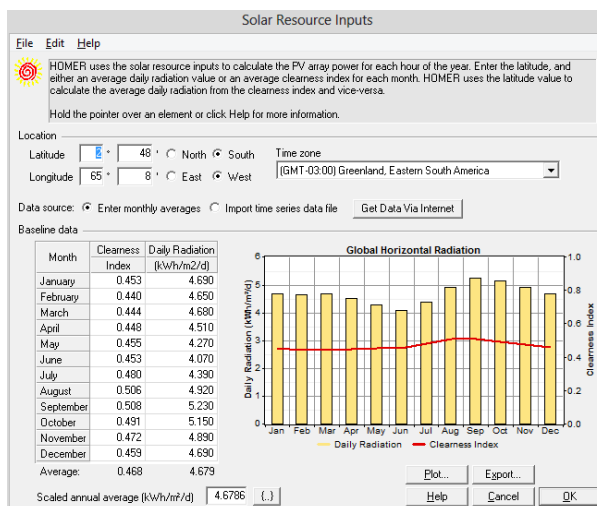 Solar Resource Inputs
File Edit Help
HOMER uses the solar resource inputs to calculate the PV array power for each hour of the year. Enter the latitude, and
either an average daily radiation value or an average clearness index for each month. HOMER uses the latitude value to
calculate the average daily radiation from the clearness index and vice-versa.
Hold the pointer over an element or click Help for more information.
Location
Latitude 2 ° 48 ' North South Time zone
Longitude 65 ° 8 ' East West (GMT-03:00) Greenland, Eastern South America
Data source: Enter monthly averages Import time series data file Get Data Via Internet
Baseline data
Month Clearness Index Daily Radiation (kWh/m2/d)
January 0.453 4.690
February 0.440 4.650
March 0.444 4.680
April 0.448 4.510
May 0.455 4.270
June 0.453 4.070
July 0.480 4.390
August 0.506 4.920
September 0.508 5.230
October 0.491 5.150
November 0.472 4.890
December 0.459 4.690
Average: 0.468 4.679
Scaled annual average (kWh/m²/d) 4.6786 {..}
Global Horizontal Radiation
Daily Radiation (kWh/m²/d)
6
5
4
3
2
1
0
1.0
0.8
0.6
0.4
0.2
0.0
Clearness Index
Jan Feb Mar Apr May Jun Jul Aug Sep Oct Nov Dec
Daily Radiation Clearness Index
Plot... Export...
Help Cancel OK